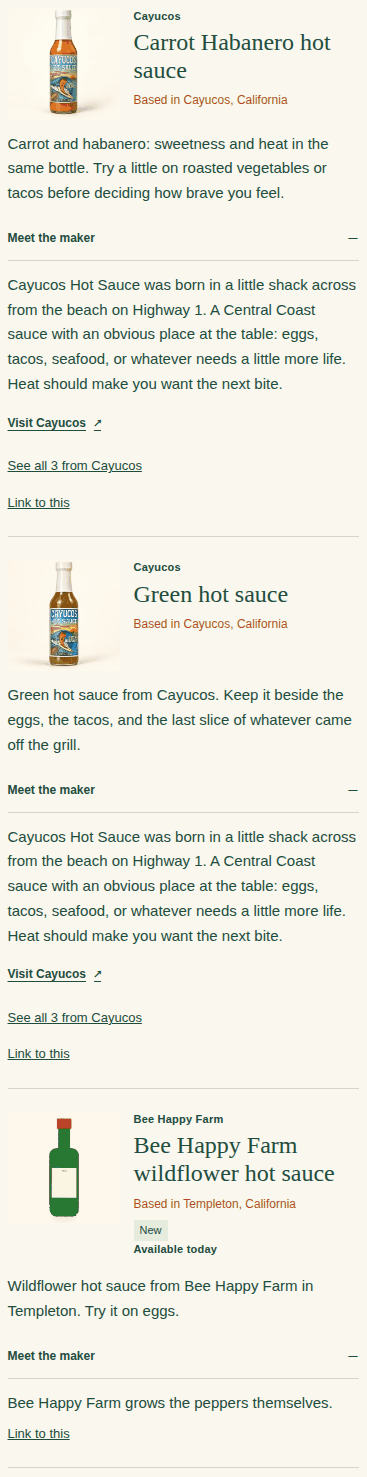 Cayucos
Carrot Habanero hot
sauce
Based in Cayucos, California
CAYUCOS
HOT SAUCE
Carrot and habanero: sweetness and heat in the
same bottle. Try a little on roasted vegetables or
tacos before deciding how brave you feel.
Meet the maker —
Cayucos Hot Sauce was born in a little shack across
from the beach on Highway 1. A Central Coast
sauce with an obvious place at the table: eggs,
tacos, seafood, or whatever needs a little more life.
Heat should make you want the next bite.
Visit Cayucos ↗
See all 3 from Cayucos
Link to this
Cayucos
Green hot sauce
Based in Cayucos, California
CAYUCOS
HOT SAUCE
Green hot sauce from Cayucos. Keep it beside the
eggs, the tacos, and the last slice of whatever came
off the grill.
Meet the maker —
Cayucos Hot Sauce was born in a little shack across
from the beach on Highway 1. A Central Coast
sauce with an obvious place at the table: eggs,
tacos, seafood, or whatever needs a little more life.
Heat should make you want the next bite.
Visit Cayucos ↗
See all 3 from Cayucos
Link to this
Bee Happy Farm
Bee Happy Farm
wildflower hot sauce
Based in Templeton, California
New
Available today
Wildflower hot sauce from Bee Happy Farm in
Templeton. Try it on eggs.
Meet the maker —
Bee Happy Farm grows the peppers themselves.
Link to this